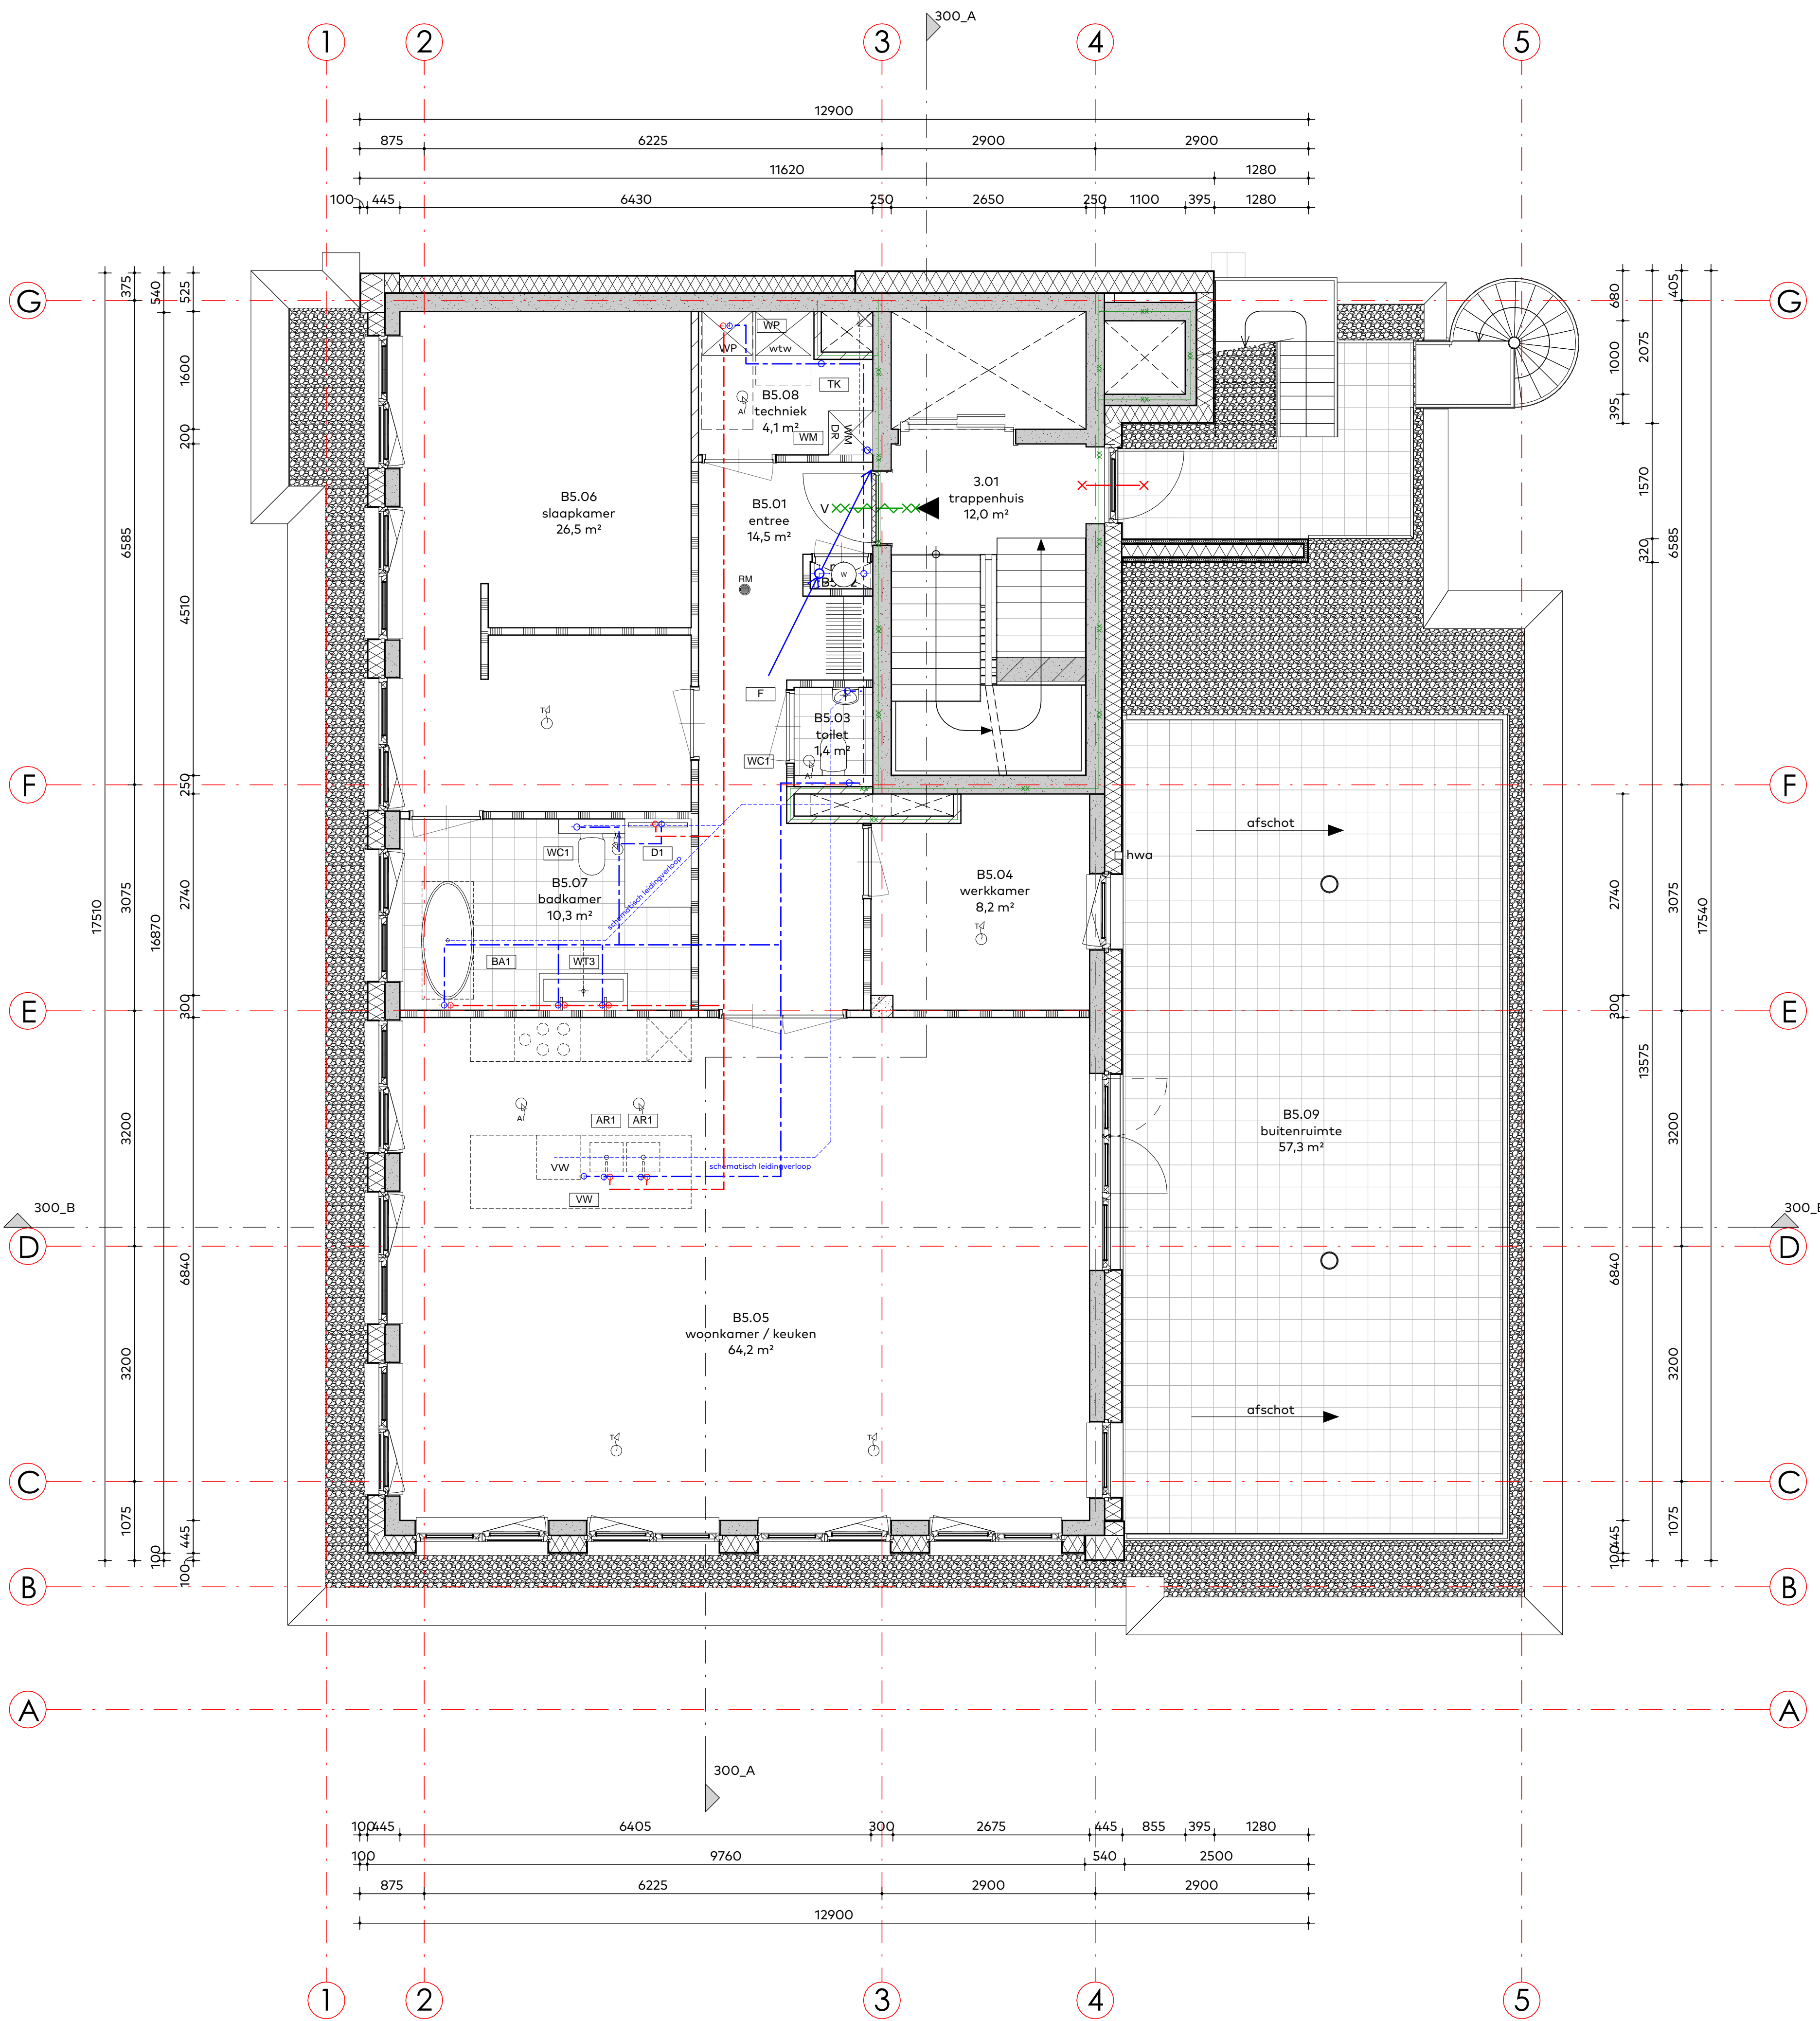 300_A
1
2
3
4
5
12900
875
6225
2900
2900
11620
1280
100
445
6430
250
2650
250
1100
395
1280
G
G
375
540
525
405
680
WP
WP
wtw
TK
B5.08
techniek
4,1 m²
A
WM
DR
WM
1600
200
1000
2075
395
B5.06
slaapkamer
26,5 m²
B5.01
entree
14,5 m²
V
3.01
trappenhuis
12,0 m²
6585
4510
1570
320
6585
RM
W
F
B5.03
toilet
1,4 m²
WC1
A
T
F
F
250
afschot
hwa
WC1
D1
B5.07
badkamer
10,3 m²
schematisch leidingverloop
BA1
WT3
B5.04
werkkamer
8,2 m²
T
17510
3075
16870
2740
2740
3075
17540
E
E
300
300
13575
A
AR1
AR1
VW
schematisch leidingverloop
VW
B5.09
buitenruimte
57,3 m²
3200
3200
300_B
D
D
6840
6840
B5.05
woonkamer / keuken
64,2 m²
3200
3200
T
T
afschot
C
C
1075
445
100
100
445
100
1075
B
B
A
A
300_A
100
445
6405
300
2675
445
855
395
1280
100
9760
540
2500
875
6225
2900
2900
12900
1
2
3
4
5